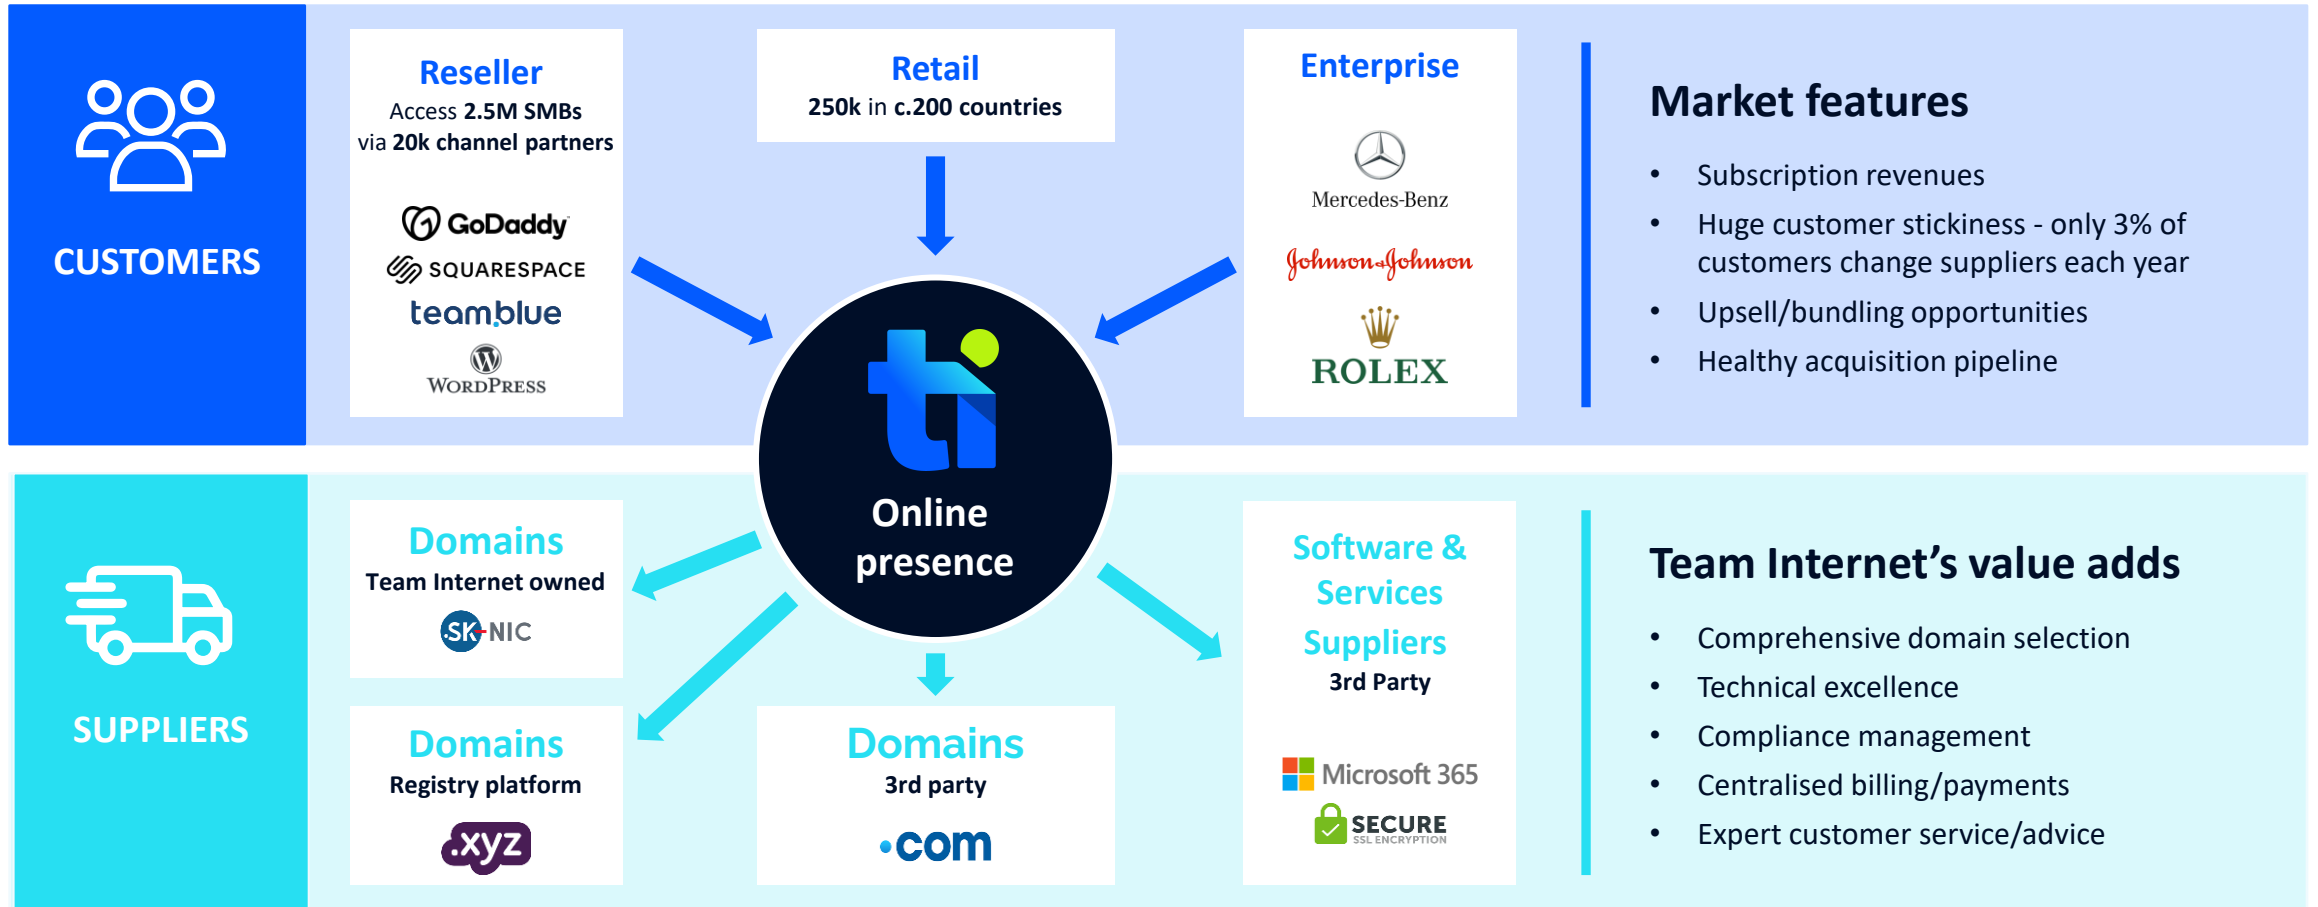 CUSTOMERS
Reseller
Access 2.5M SMBs
via 20k channel partners
GoDaddy™
SQUARESPACE
team.blue
WORDPRESS
Retail
250k in c.200 countries
Enterprise
Mercedes-Benz
Johnson&Johnson
ROLEX
Market features
• Subscription revenues
• Huge customer stickiness - only 3% of
customers change suppliers each year
• Upsell/bundling opportunities
• Healthy acquisition pipeline
ti
Online
presence
SUPPLIERS
Domains
Team Internet owned
.SK-NIC
Domains
Registry platform
.xyz
Domains
3rd party
.com
Software &
Services
Suppliers
3rd Party
Microsoft 365
SECURE
SSL ENCRYPTION
Team Internet’s value adds
• Comprehensive domain selection
• Technical excellence
• Compliance management
• Centralised billing/payments
• Expert customer service/advice